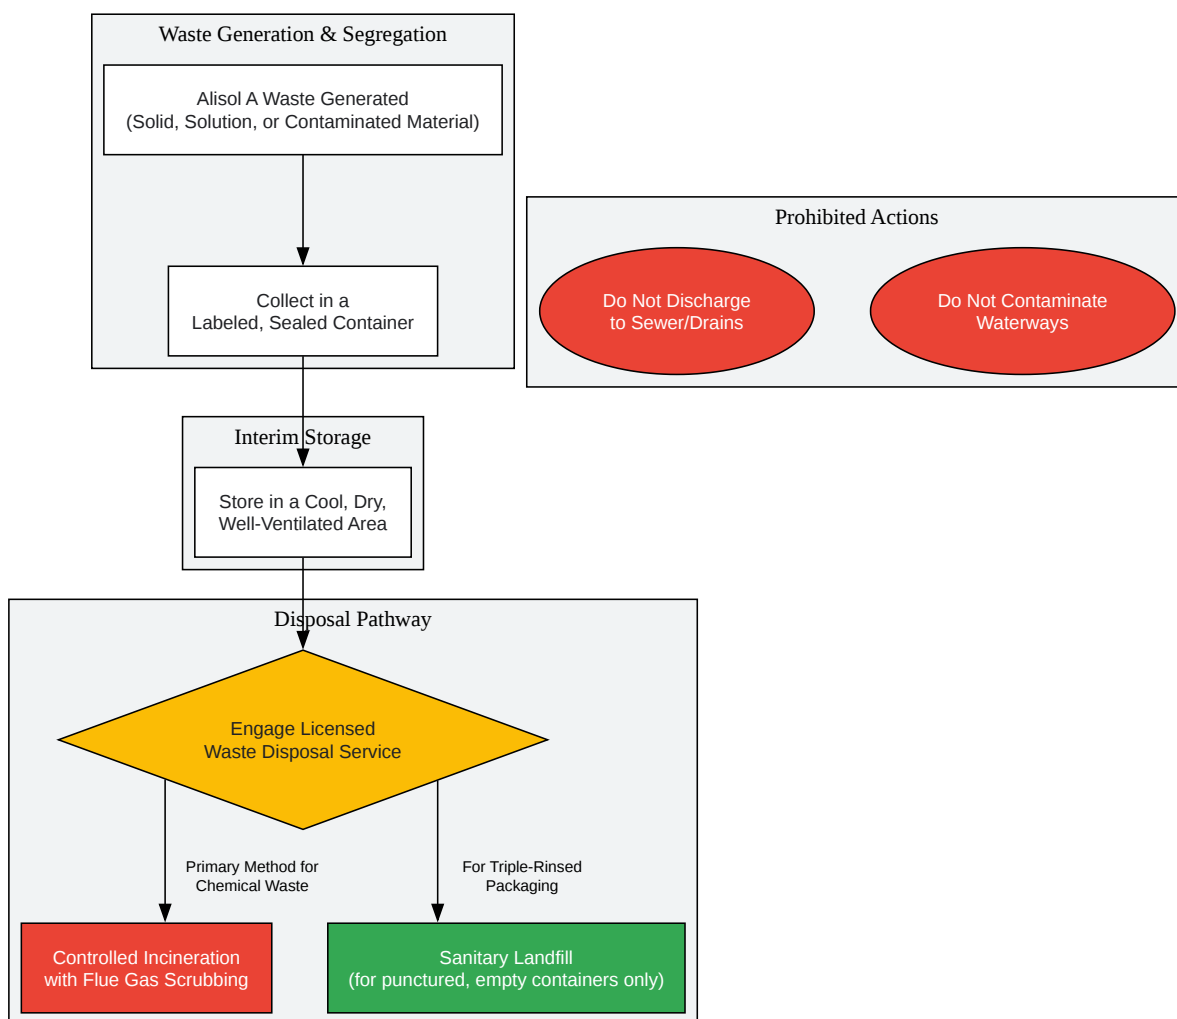 Waste Generation & Segregation
Alisol A Waste Generated
(Solid, Solution, or Contaminated Material)
Collect in a
Labeled, Sealed Container
Prohibited Actions
Do Not Discharge
to Sewer/Drains
Do Not Contaminate
Waterways
Interim Storage
Store in a Cool, Dry,
Well-Ventilated Area
Disposal Pathway
Engage Licensed
Waste Disposal Service
Primary Method for
Chemical Waste
For Triple-Rinsed
Packaging
Controlled Incineration
with Flue Gas Scrubbing
Sanitary Landfill
(for punctured, empty containers only)